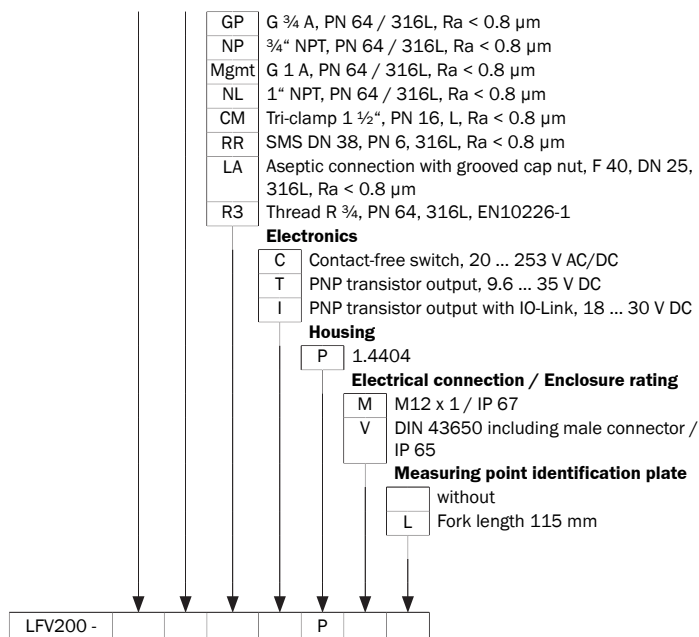 GP G ¾ A, PN 64 / 316L, Ra < 0.8 µm
NP ¾“ NPT, PN 64 / 316L, Ra < 0.8 µm
Mgmt G 1 A, PN 64 / 316L, Ra < 0.8 µm
NL 1“ NPT, PN 64 / 316L, Ra < 0.8 µm
CM Tri-clamp 1 ½“, PN 16, L, Ra < 0.8 µm
RR SMS DN 38, PN 6, 316L, Ra < 0.8 µm
LA Aseptic connection with grooved cap nut, F 40, DN 25,
316L, Ra < 0.8 µm
R3 Thread R ¾, PN 64, 316L, EN10226-1
Electronics
C Contact-free switch, 20 ... 253 V AC/DC
T PNP transistor output, 9.6 ... 35 V DC
I PNP transistor output with IO-Link, 18 ... 30 V DC
Housing
P 1.4404
Electrical connection / Enclosure rating
M M12 x 1 / IP 67
V DIN 43650 including male connector /
IP 65
Measuring point identification plate
without
L Fork length 115 mm
LFV200 - P